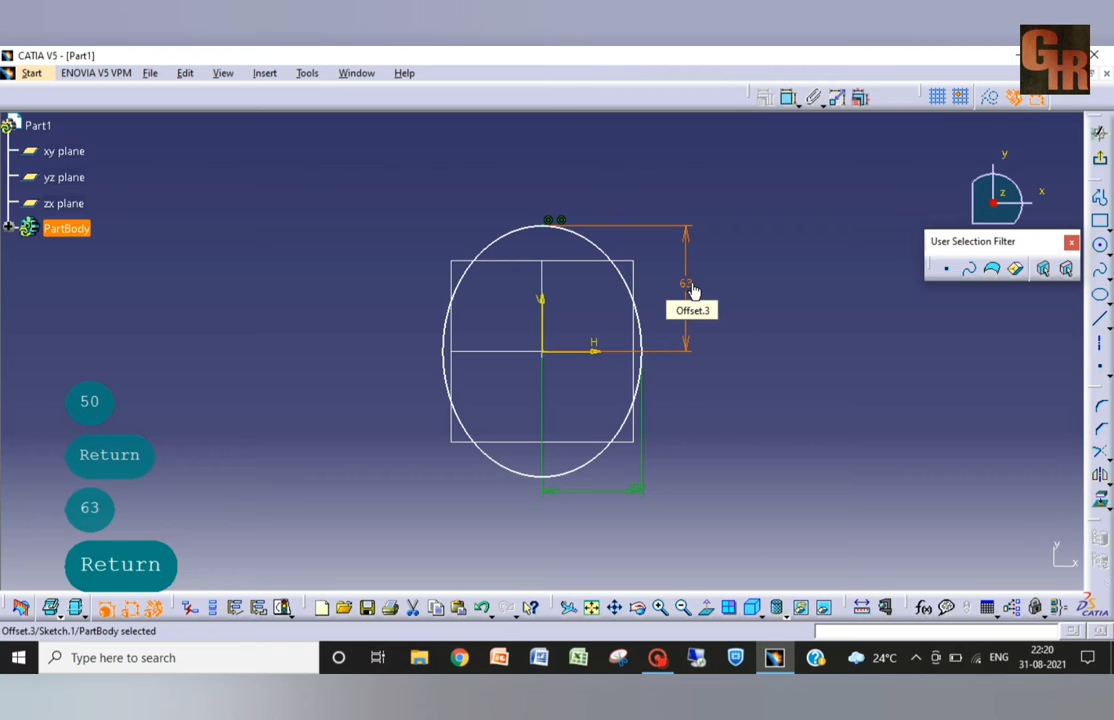 CATIA V5 - [Part1]
GTR
Start ENOVIA V5 VPM File Edit View Insert Tools Window Help
Part1
xy plane
yz plane
zx plane
PartBody
y
x
z
User Selection Filter
63
Offset.3
V
H
50
Return
63
Return
y
x
f(x)
CATIA
Offset.3/Sketch.1/PartBody selected
Type here to search
24°C
ENG
22:20
31-08-2021